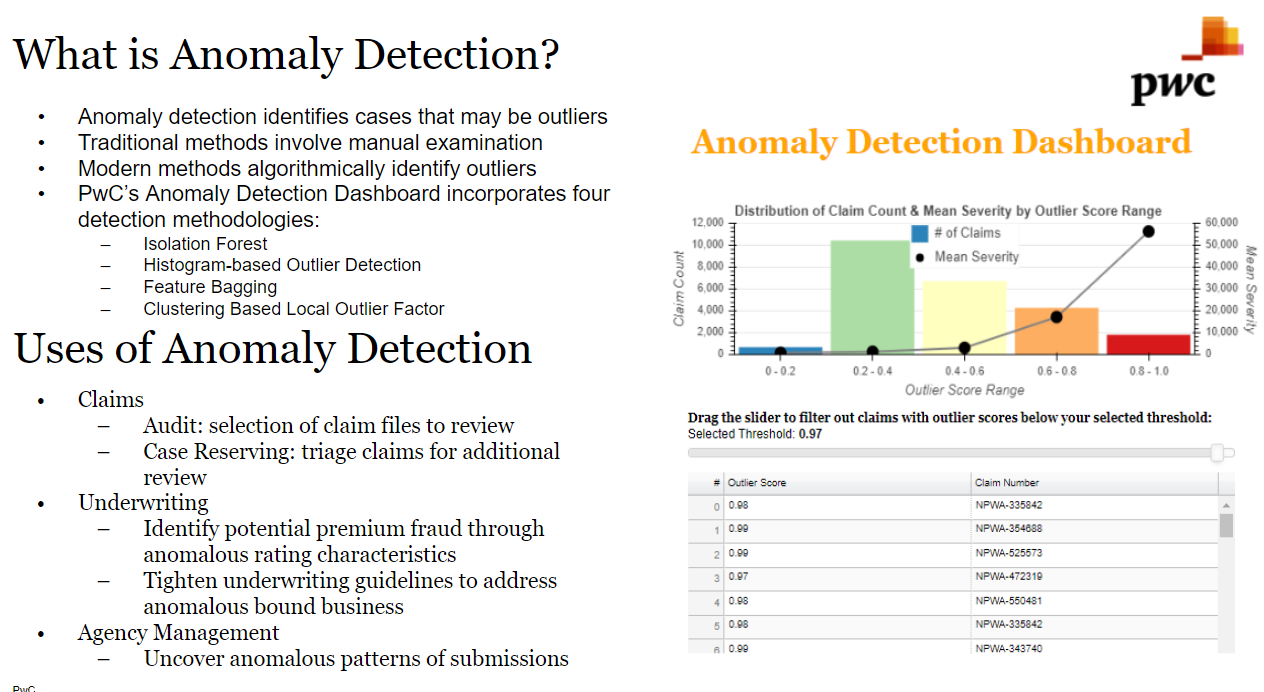 What is Anomaly Detection?
• Anomaly detection identifies cases that may be outliers
• Traditional methods involve manual examination
• Modern methods algorithmically identify outliers
• PwC’s Anomaly Detection Dashboard incorporates four
detection methodologies:
– Isolation Forest
– Histogram-based Outlier Detection
– Feature Bagging
– Clustering Based Local Outlier Factor
Uses of Anomaly Detection
• Claims
– Audit: selection of claim files to review
– Case Reserving: triage claims for additional
review
• Underwriting
– Identify potential premium fraud through
anomalous rating characteristics
– Tighten underwriting guidelines to address
anomalous bound business
• Agency Management
– Uncover anomalous patterns of submissions
PwC
pwc
Anomaly Detection Dashboard
Distribution of Claim Count & Mean Severity by Outlier Score Range
12,000
10,000
8,000
6,000
4,000
2,000
0
Claim Count
# of Claims
Mean Severity
60,000
50,000
40,000
30,000
20,000
10,000
0
Mean Severity
0 - 0.2 0.2 - 0.4 0.4 - 0.6 0.6 - 0.8 0.8 - 1.0
Outlier Score Range
Drag the slider to filter out claims with outlier scores below your selected threshold:
Selected Threshold: 0.97
# Outlier Score Claim Number
0 0.98 NPWA-335842
1 0.99 NPWA-354688
2 0.99 NPWA-525573
3 0.97 NPWA-472319
4 0.98 NPWA-550481
5 0.98 NPWA-335842
6 0.99 NPWA-343740